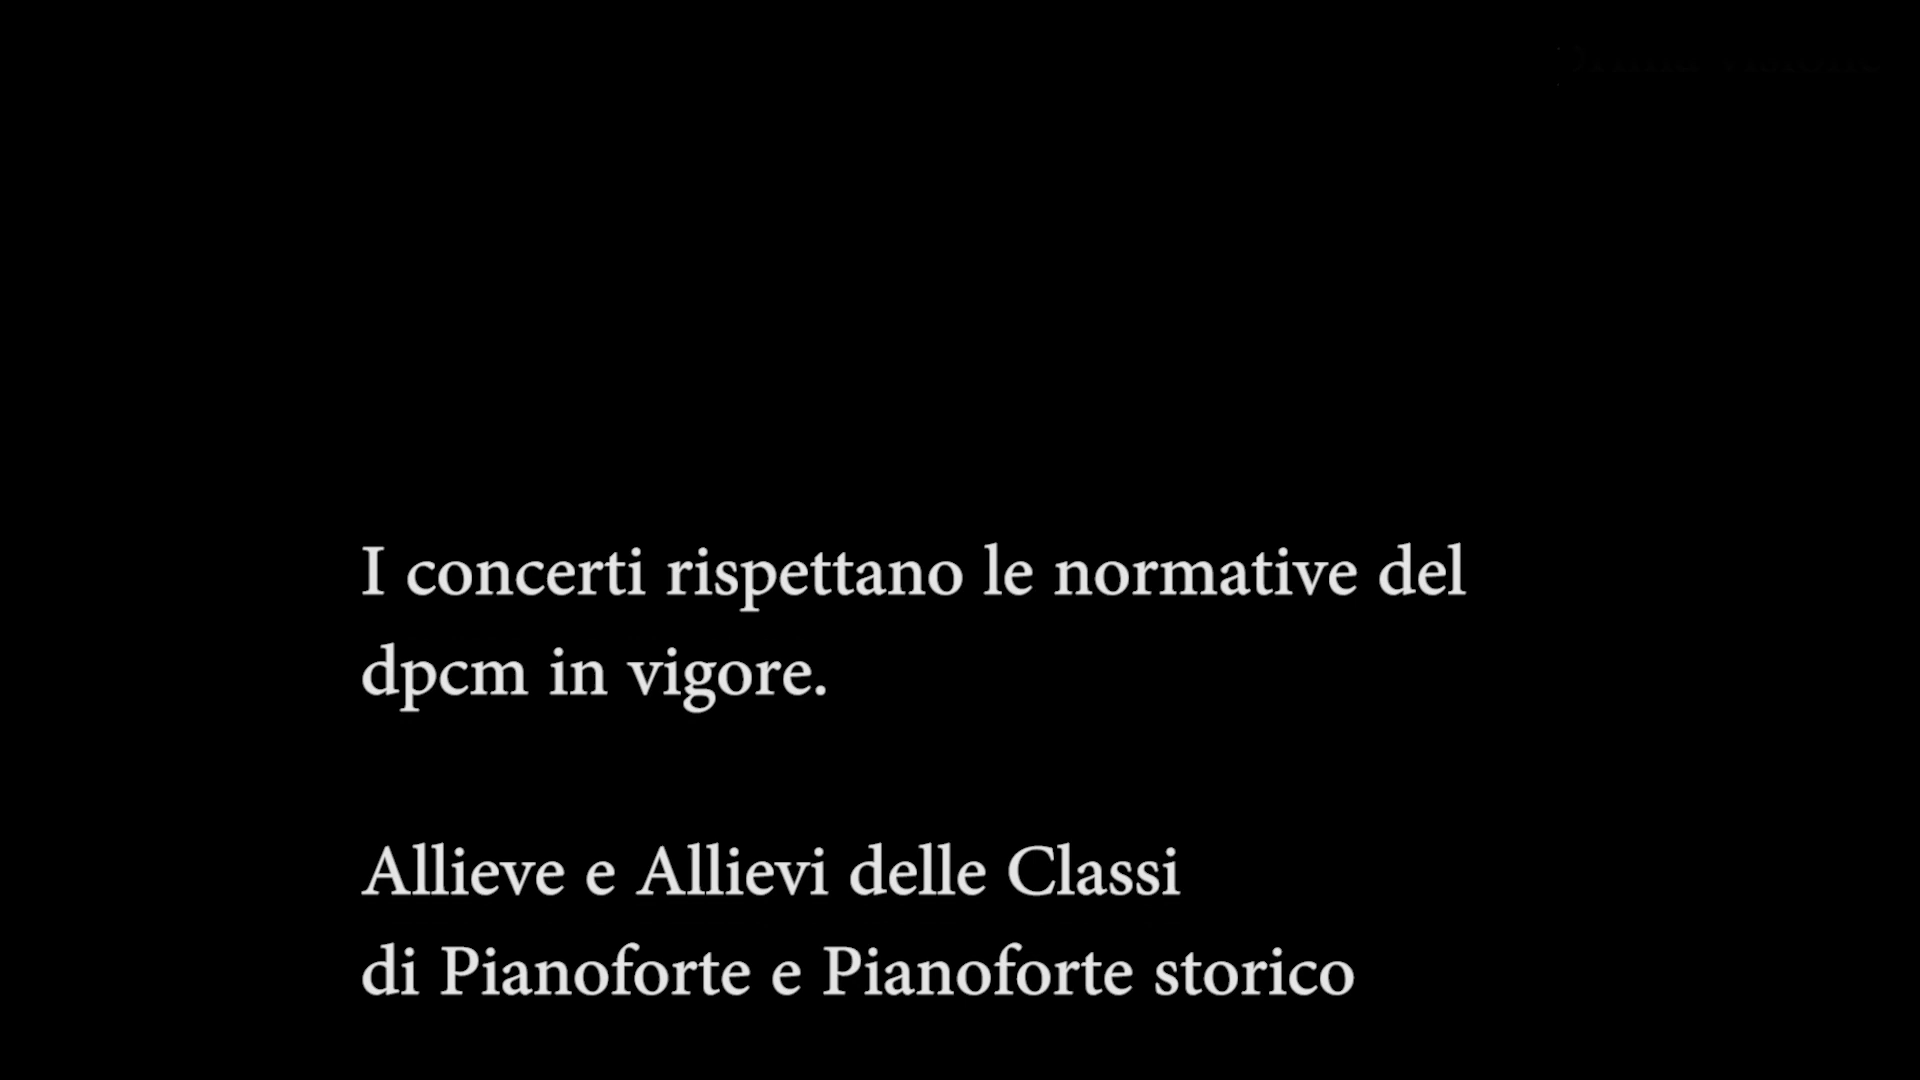 I concerti rispettano le normative del
dpcm in vigore.
Allieve e Allievi delle Classi
di Pianoforte e Pianoforte storico